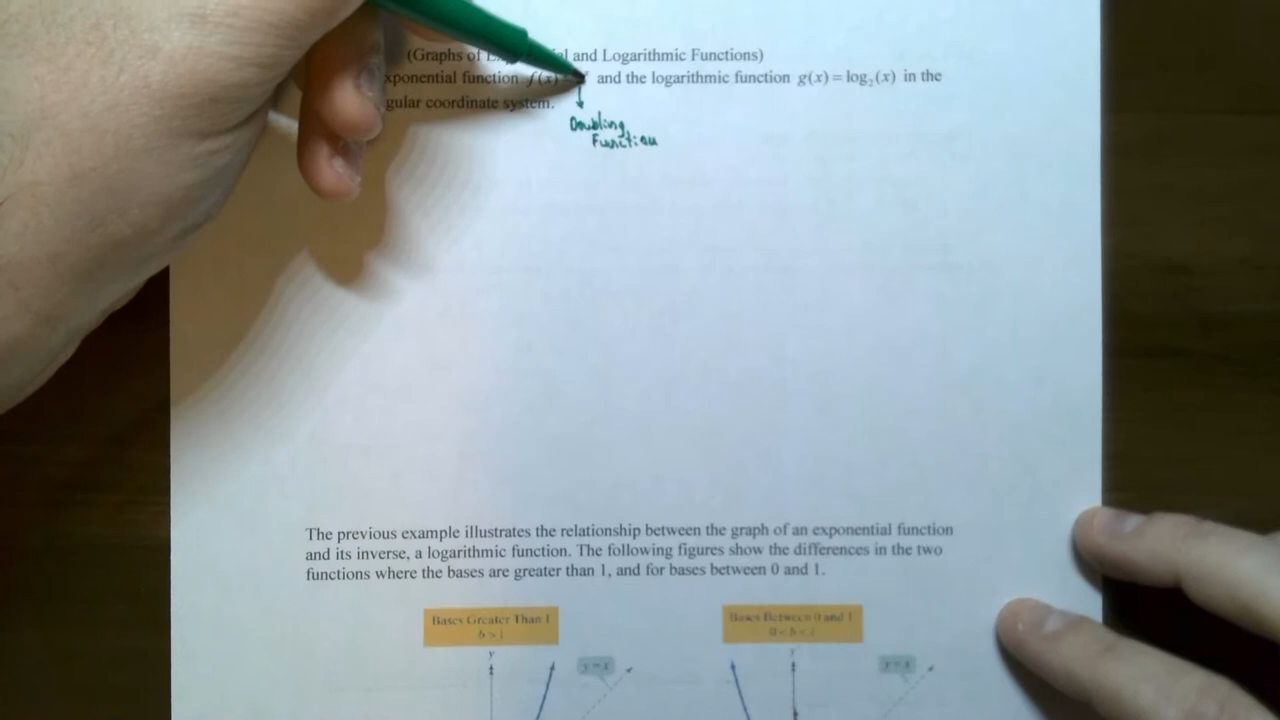 (Graphs of and Logarithmic Functions)
xponential function f(x) and the logarithmic function g(x) = log₂(x) in the
gular coordinate system.
Doubling
Function
The previous example illustrates the relationship between the graph of an exponential function
and its inverse, a logarithmic function. The following figures show the differences in the two
functions where the bases are greater than 1, and for bases between 0 and 1.
Bases Greater Than 1
b > 1
Bases Between 0 and 1
0 < b < 1
y
y = x
y
y = x